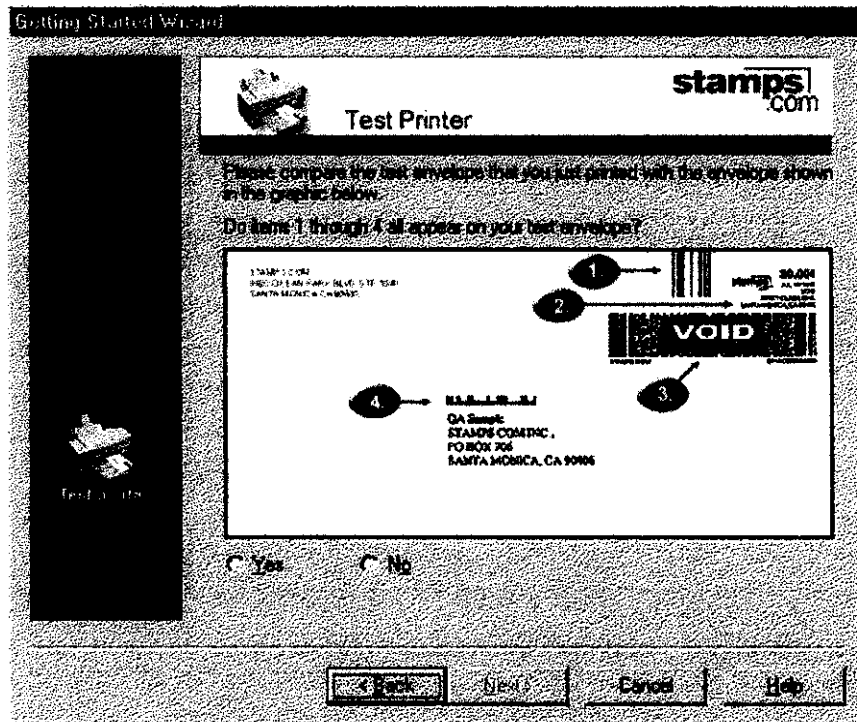 Getting Started Wizard
stamps
.com
Test Printer
Please compare the test envelope that you just printed with the envelope shown
in the graphic below.
Do items 1 through 4 all appear on your test envelope?
1.
2.
VOID
3.
4.
QA Sample
STAMPS.COM INC.,
PO BOX 706
SANTA MONICA, CA 90406
Test Printer
Yes
No
< Back
Next >
Cancel
Help